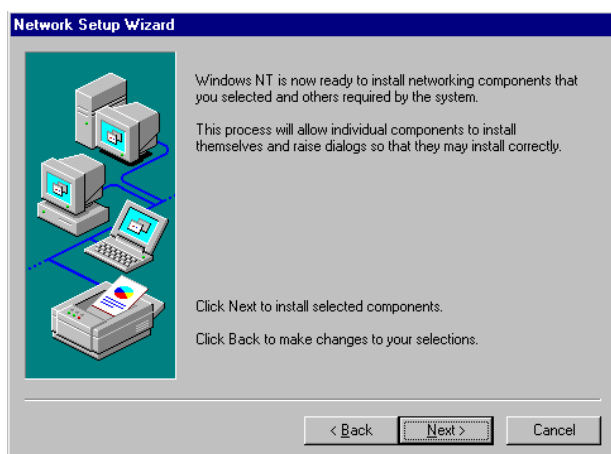 Network Setup Wizard
Windows NT is now ready to install networking components that
you selected and others required by the system.
This process will allow individual components to install
themselves and raise dialogs so that they may install correctly.
Click Next to install selected components.
Click Back to make changes to your selections.
< Back
Next >
Cancel